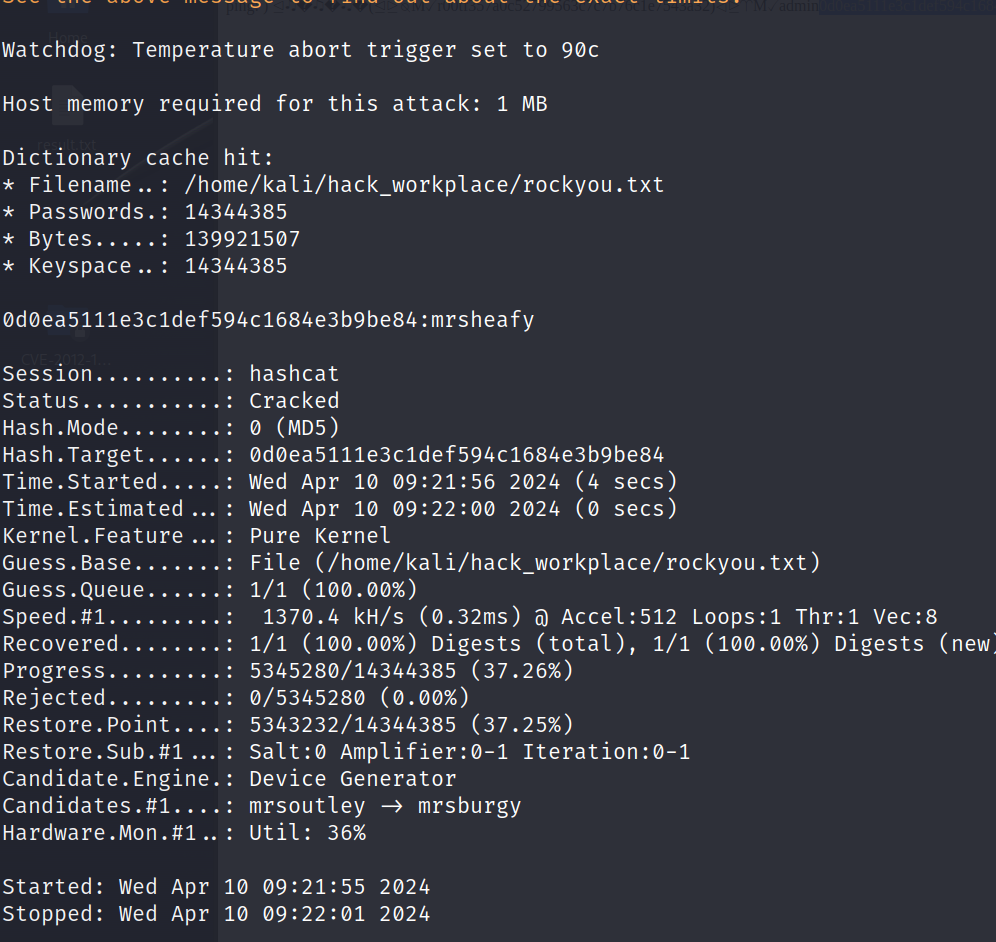 See the above message to find out about the exact limits.
Watchdog: Temperature abort trigger set to 90c
Host memory required for this attack: 1 MB
Dictionary cache hit:
* Filename..: /home/kali/hack_workplace/rockyou.txt
* Passwords.: 14344385
* Bytes.....: 139921507
* Keyspace..: 14344385
0d0ea5111e3c1def594c1684e3b9be84:mrsheafy
Session..........: hashcat
Status...........: Cracked
Hash.Mode........: 0 (MD5)
Hash.Target......: 0d0ea5111e3c1def594c1684e3b9be84
Time.Started.....: Wed Apr 10 09:21:56 2024 (4 secs)
Time.Estimated...: Wed Apr 10 09:22:00 2024 (0 secs)
Kernel.Feature...: Pure Kernel
Guess.Base.......: File (/home/kali/hack_workplace/rockyou.txt)
Guess.Queue......: 1/1 (100.00%)
Speed.#1.........:  1370.4 kH/s (0.32ms) @ Accel:512 Loops:1 Thr:1 Vec:8
Recovered........: 1/1 (100.00%) Digests (total), 1/1 (100.00%) Digests (new)
Progress.........: 5345280/14344385 (37.26%)
Rejected.........: 0/5345280 (0.00%)
Restore.Point....: 5343232/14344385 (37.25%)
Restore.Sub.#1...: Salt:0 Amplifier:0-1 Iteration:0-1
Candidate.Engine.: Device Generator
Candidates.#1....: mrsoutley -> mrsburgy
Hardware.Mon.#1..: Util: 36%
Started: Wed Apr 10 09:21:55 2024
Stopped: Wed Apr 10 09:22:01 2024
Home
result.txt
CVE-2012-1...